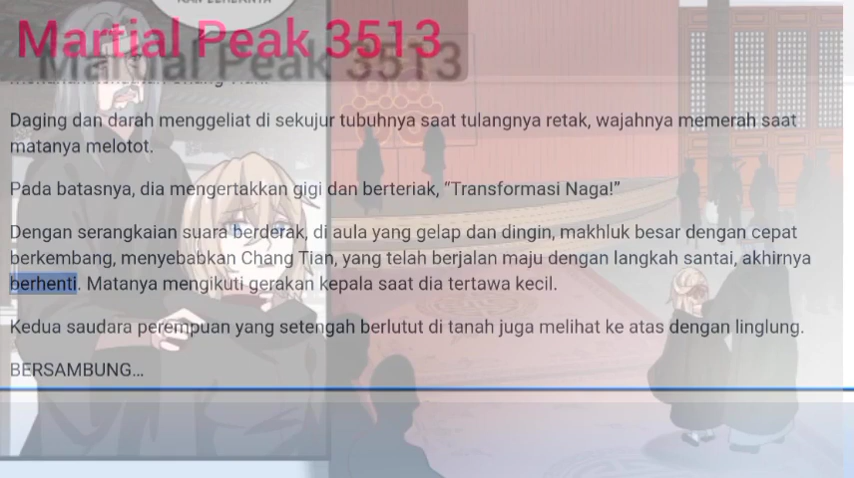 Martial Peak 3513
Martial Peak 3513
Daging dan darah menggeliat di sekujur tubuhnya saat tulangnya retak, wajahnya memerah saat
matanya melotot.
Pada batasnya, dia mengertakkan gigi dan berteriak, “Transformasi Naga!”
Dengan serangkaian suara berderak, di aula yang gelap dan dingin, makhluk besar dengan cepat
berkembang, menyebabkan Chang Tian, yang telah berjalan maju dengan langkah santai, akhirnya
berhenti. Matanya mengikuti gerakan kepala saat dia tertawa kecil.
Kedua saudara perempuan yang setengah berlutut di tanah juga melihat ke atas dengan linglung.
BERSAMBUNG...